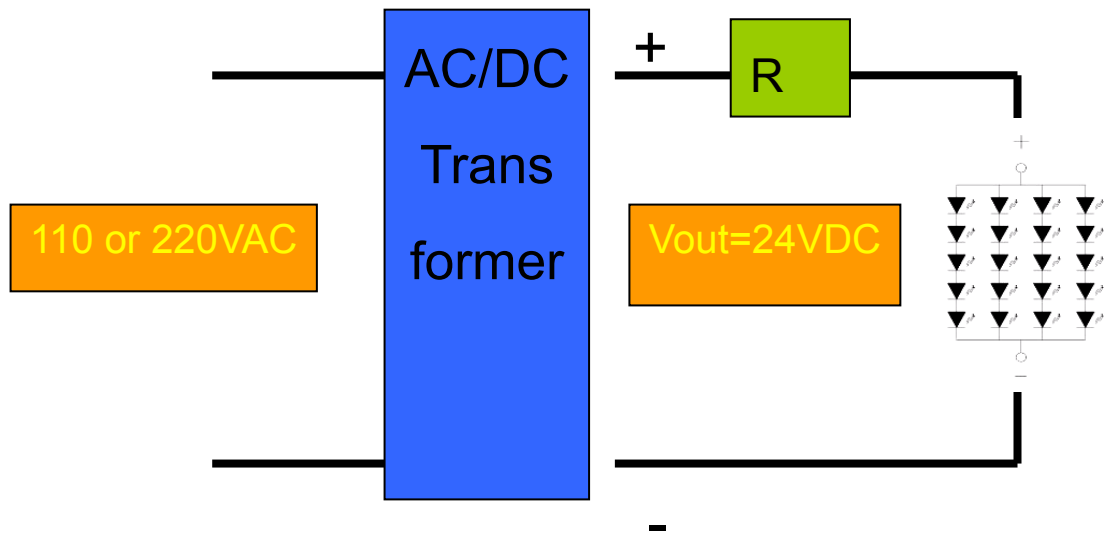 AC/DC
Trans
former
+
R
+
110 or 220VAC
Vout=24VDC
-
-